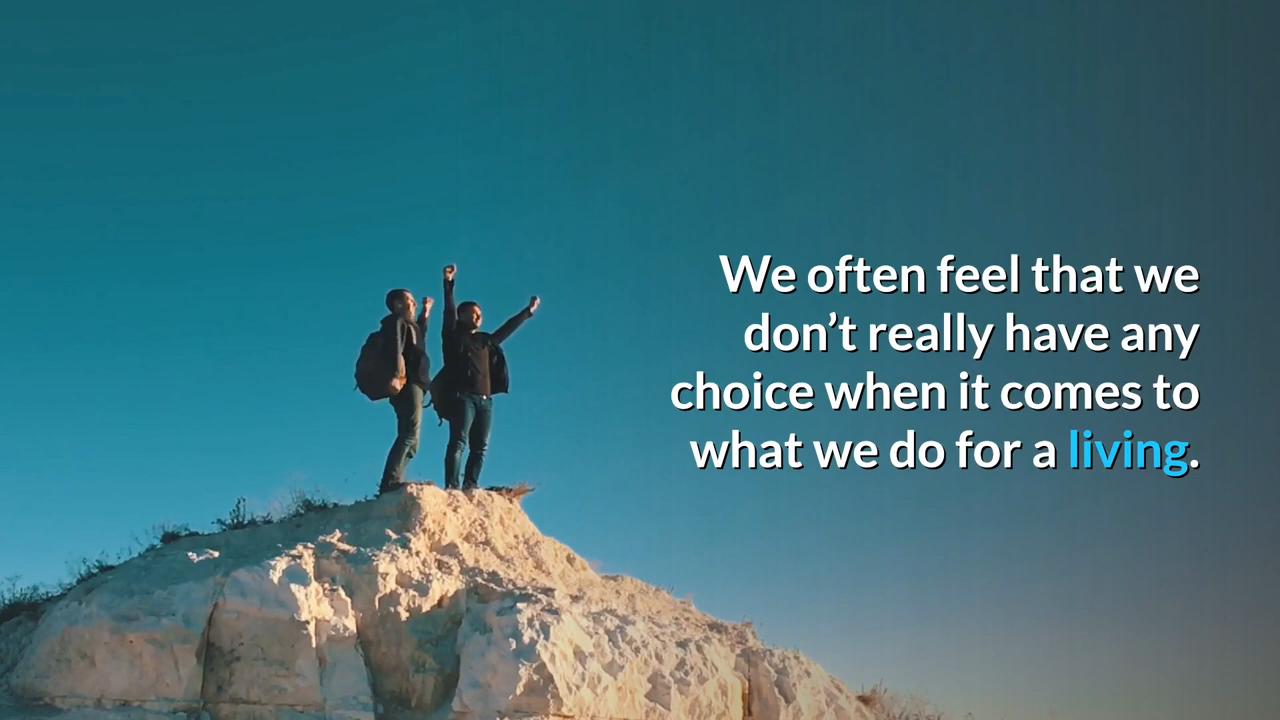 We often feel that we
don’t really have any
choice when it comes to
what we do for a living.